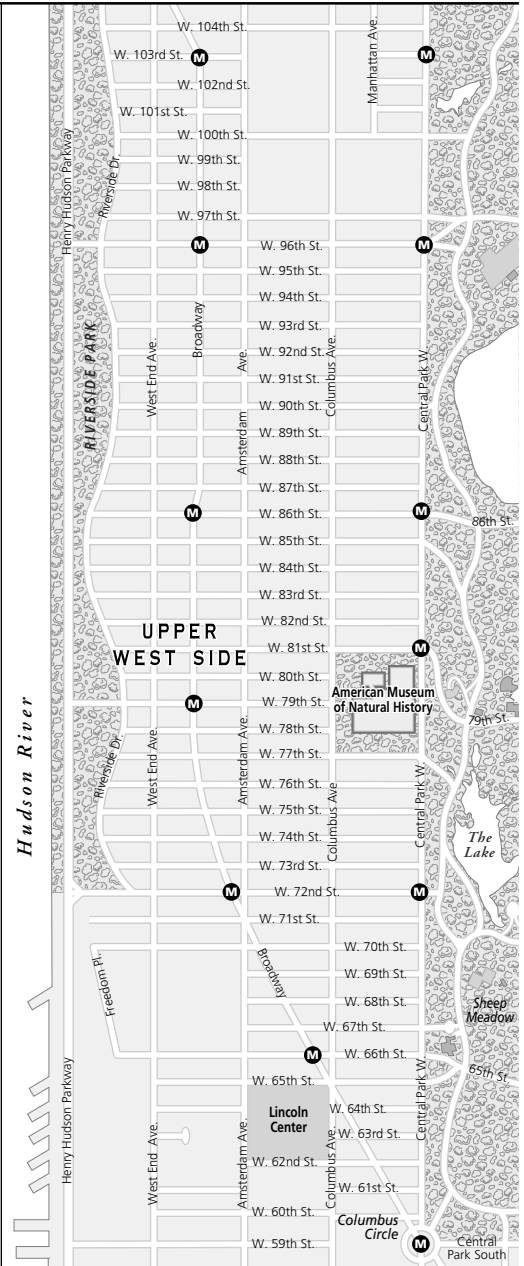 W. 104th St.
Manhattan Ave.
W. 103rd St.
M
M
W. 102nd St.
W. 101st St.
W. 100th St.
Henry Hudson Parkway
Riverside Dr.
W. 99th St.
W. 98th St.
W. 97th St.
M
W. 96th St.
M
W. 95th St.
W. 94th St.
RIVERSIDE PARK
West End Ave.
Broadway
W. 93rd St.
Ave.
W. 92nd St.
Columbus Ave.
Central Park W.
W. 91st St.
W. 90th St.
Amsterdam
W. 89th St.
W. 88th St.
W. 87th St.
M
W. 86th St.
M
86th St.
W. 85th St.
W. 84th St.
W. 83rd St.
W. 82nd St.
UPPER
WEST SIDE
W. 81st St.
M
W. 80th St.
American Museum
of Natural History
M
W. 79th St.
79th St.
Hudson River
Riverside Dr.
West End Ave.
Amsterdam Ave.
W. 78th St.
W. 77th St.
W. 76th St.
Columbus Ave
Central Park W.
W. 75th St.
W. 74th St.
The
Lake
W. 73rd St.
M
W. 72nd St.
M
W. 71st St.
Freedom Pl.
Broadway
W. 70th St.
W. 69th St.
W. 68th St.
Sheep
Meadow
W. 67th St.
M
W. 66th St.
65th St.
Henry Hudson Parkway
W. 65th St.
Central Park W.
Lincoln
Center
W. 64th St.
W. 63rd St.
West End Ave.
Amsterdam Ave.
W. 62nd St.
Columbus Ave.
W. 61st St.
W. 60th St.
Columbus
Circle
W. 59th St.
M
Central
Park South